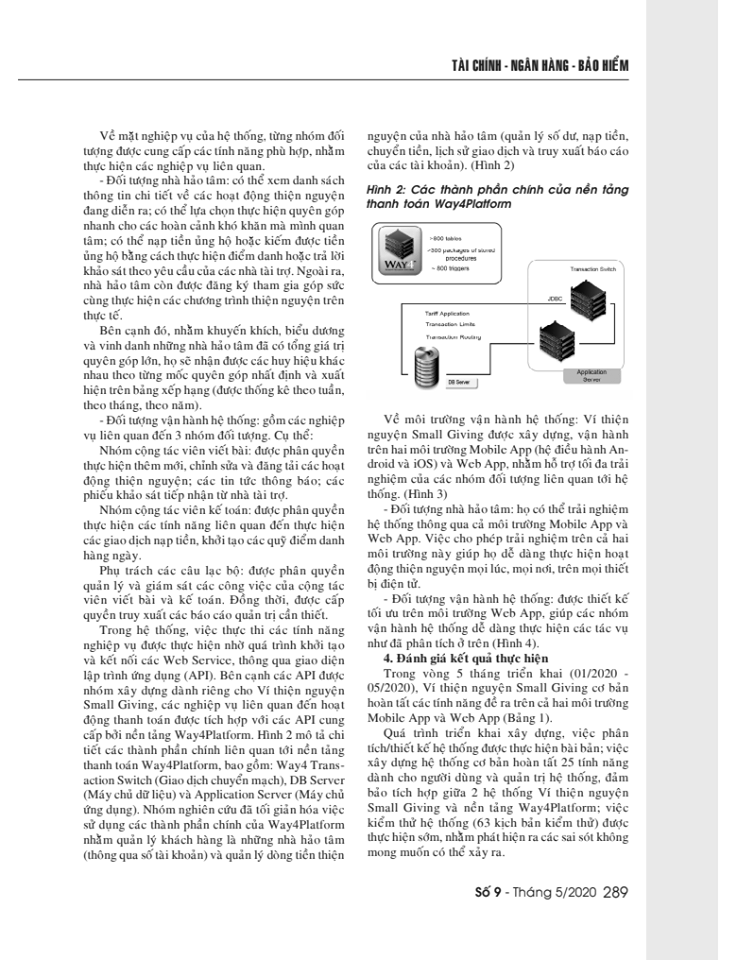 TÀI CHÍNH - NGÂN HÀNG - BẢO HIỂM
Về mặt nghiệp vụ của hệ thống, từng nhóm đối
tượng được cung cấp các tính năng phù hợp, nhằm
thực hiện các nghiệp vụ liên quan.
- Đối tượng nhà hảo tâm: có thể xem danh sách
thông tin chi tiết về các hoạt động thiện nguyện
đang diễn ra; có thể lựa chọn thực hiện quyên góp
nhanh cho các hoàn cảnh khó khăn mà mình quan
tâm; có thể nạp tiền ủng hộ hoặc kiếm được tiền
ủng hộ bằng cách thực hiện điểm danh hoặc trả lời
khảo sát theo yêu cầu của các nhà tài trợ. Ngoài ra,
nhà hảo tâm còn được đăng ký tham gia góp sức
cùng thực hiện các chương trình thiện nguyện trên
thực tế.
Bên cạnh đó, nhằm khuyến khích, biểu dương
và vinh danh những nhà hảo tâm đã có tổng giá trị
quyên góp lớn, họ sẽ nhận được các huy hiệu khác
nhau theo từng mốc quyên góp nhất định và xuất
hiện trên bảng xếp hạng (được thống kê theo tuần,
theo tháng, theo năm).
- Đối tượng vận hành hệ thống: gồm các nghiệp
vụ liên quan đến 3 nhóm đối tượng. Cụ thể:
Nhóm cộng tác viên viết bài: được phân quyền
thực hiện thêm mới, chỉnh sửa và đăng tải các hoạt
động thiện nguyện; các tin tức thông báo; các
phiếu khảo sát tiếp nhận từ nhà tài trợ.
Nhóm cộng tác viên kế toán: được phân quyền
thực hiện các tính năng liên quan đến thực hiện
các giao dịch nạp tiền, khởi tạo các quỹ điểm danh
hàng ngày.
Phụ trách các câu lạc bộ: được phân quyền
quản lý và giám sát các công việc của cộng tác
viên viết bài và kế toán. Đồng thời, được cấp
quyền truy xuất các báo cáo quản trị cần thiết.
Trong hệ thống, việc thực thi các tính năng
nghiệp vụ được thực hiện nhờ quá trình khởi tạo
và kết nối các Web Service, thông qua giao diện
lập trình ứng dụng (API). Bên cạnh các API được
nhóm xây dựng dành riêng cho Ví thiện nguyện
Small Giving, các nghiệp vụ liên quan đến hoạt
động thanh toán được tích hợp với các API cung
cấp bởi nền tảng Way4Platform. Hình 2 mô tả chi
tiết các thành phần chính liên quan tới nền tảng
thanh toán Way4Platform, bao gồm: Way4 Trans-
action Switch (Giao dịch chuyển mạch), DB Server
(Máy chủ dữ liệu) và Application Server (Máy chủ
ứng dụng). Nhóm nghiên cứu đã tối giản hóa việc
sử dụng các thành phần chính của Way4Platform
nhằm quản lý khách hàng là những nhà hảo tâm
(thông qua số tài khoản) và quản lý dòng tiền thiện
nguyện của nhà hảo tâm (quản lý số dư, nạp tiền,
chuyển tiền, lịch sử giao dịch và truy xuất báo cáo
của các tài khoản). (Hình 2)
Hình 2: Các thành phần chính của nền tảng
thanh toán Way4Platform
WAY4
~800 tables
~300 packages of stored
procedures
~ 800 triggers
Transaction Switch
JDBC
Tariff Application
Transaction Limits
Transaction Routing
DB Server
Application
Server
Về môi trường vận hành hệ thống: Ví thiện
nguyện Small Giving được xây dựng, vận hành
trên hai môi trường Mobile App (hệ điều hành An-
droid và iOS) và Web App, nhằm hỗ trợ tối đa trải
nghiệm của các nhóm đối tượng liên quan tới hệ
thống. (Hình 3)
- Đối tượng nhà hảo tâm: họ có thể trải nghiệm
hệ thống thông qua cả môi trường Mobile App và
Web App. Việc cho phép trải nghiệm trên cả hai
môi trường này giúp họ dễ dàng thực hiện hoạt
động thiện nguyện mọi lúc, mọi nơi, trên mọi thiết
bị điện tử.
- Đối tượng vận hành hệ thống: được thiết kế
tối ưu trên môi trường Web App, giúp các nhóm
vận hành hệ thống dễ dàng thực hiện các tác vụ
như đã phân tích ở trên (Hình 4).
4. Đánh giá kết quả thực hiện
Trong vòng 5 tháng triển khai (01/2020 -
05/2020), Ví thiện nguyện Small Giving cơ bản
hoàn tất các tính năng đề ra trên cả hai môi trường
Mobile App và Web App (Bảng 1).
Quá trình triển khai xây dựng, việc phân
tích/thiết kế hệ thống được thực hiện bài bản; việc
xây dựng hệ thống cơ bản hoàn tất 25 tính năng
dành cho người dùng và quản trị hệ thống, đảm
bảo tích hợp giữa 2 hệ thống Ví thiện nguyện
Small Giving và nền tảng Way4Platform; việc
kiểm thử hệ thống (63 kịch bản kiểm thử) được
thực hiện sớm, nhằm phát hiện ra các sai sót không
mong muốn có thể xảy ra.
Số 9 - Tháng 5/2020 289